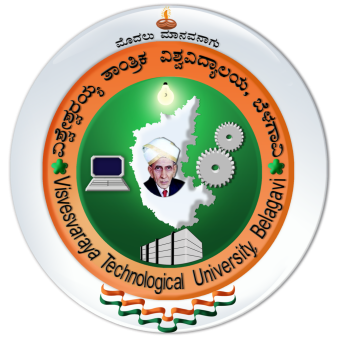 ಮೊದಲು ಮಾನವನಾಗು
ವಿಶ್ವೇಶ್ವರಯ್ಯ ತಾಂತ್ರಿಕ ವಿಶ್ವವಿದ್ಯಾಲಯ, ಬೆಳಗಾವಿ
Visvesvaraya Technological University, Belagavi